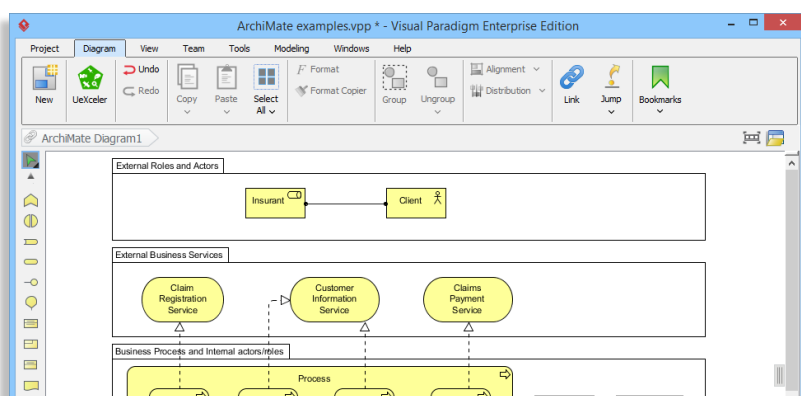 ArchiMate examples.vpp * - Visual Paradigm Enterprise Edition
Project Diagram View Team Tools Modeling Windows Help
New
UeXceler
Undo
Redo
Copy
Paste
Select
All
Format
Format Copier
Group
Ungroup
Alignment
Distribution
Link
Jump
Bookmarks
ArchiMate Diagram1
External Roles and Actors
Insurant
Client
External Business Services
Claim
Registration
Service
Customer
Information
Service
Claims
Payment
Service
Business Process and Internal actors/roles
Process